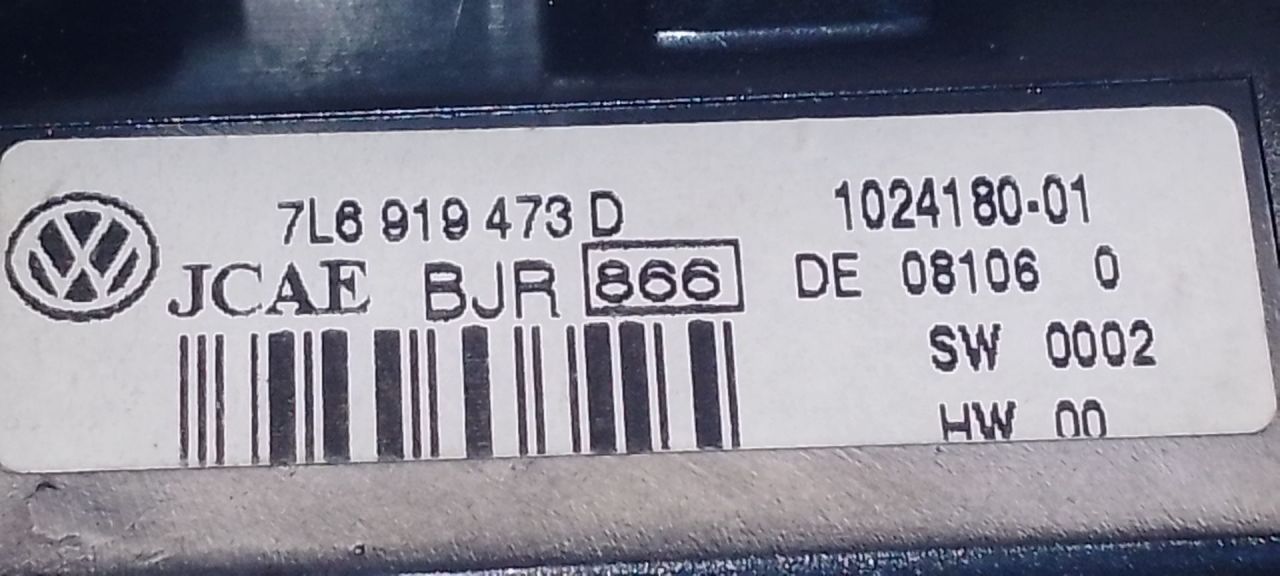 7L6 919 473 D 1024180-01
JCAE BJR 866 DE 08106 0
SW 0002
HW 00